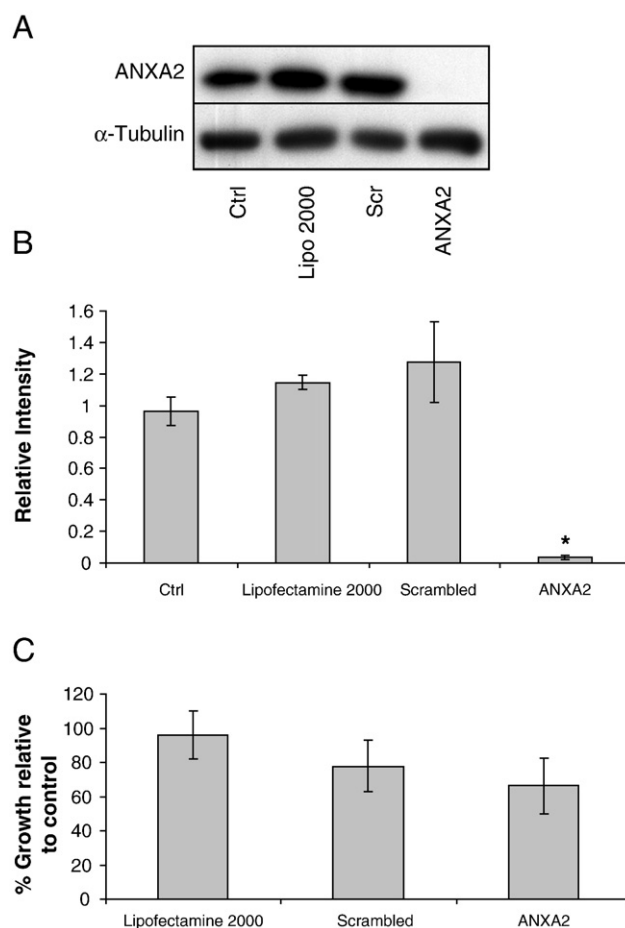 A
ANXA2
α-Tubulin
Ctrl
Lipo 2000
Scr
ANXA2
B
1.6
1.4
1.2
1
0.8
0.6
0.4
0.2
0
Relative Intensity
*
Ctrl
Lipofectamine 2000
Scrambled
ANXA2
C
120
100
80
60
40
20
0
% Growth relative
to control
Lipofectamine 2000
Scrambled
ANXA2